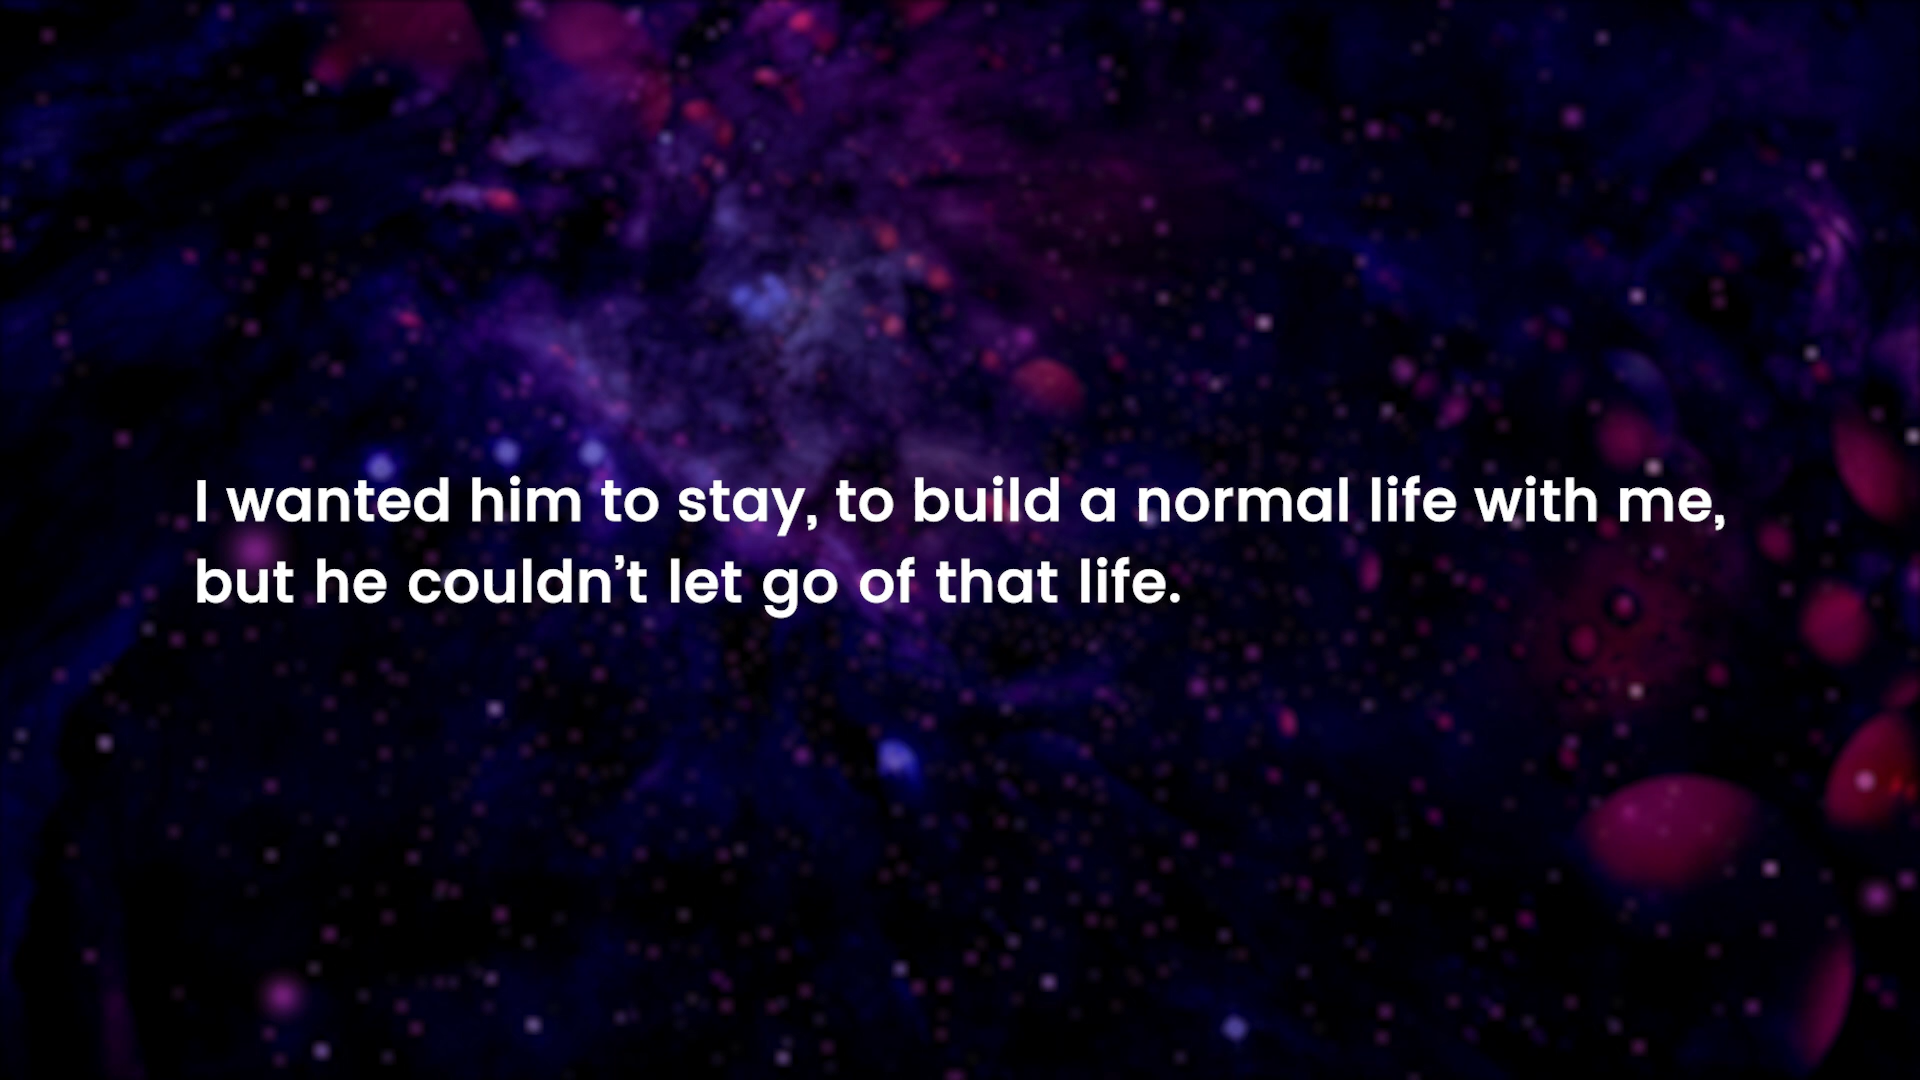 I wanted him to stay, to build a normal life with me,
but he couldn’t let go of that life.